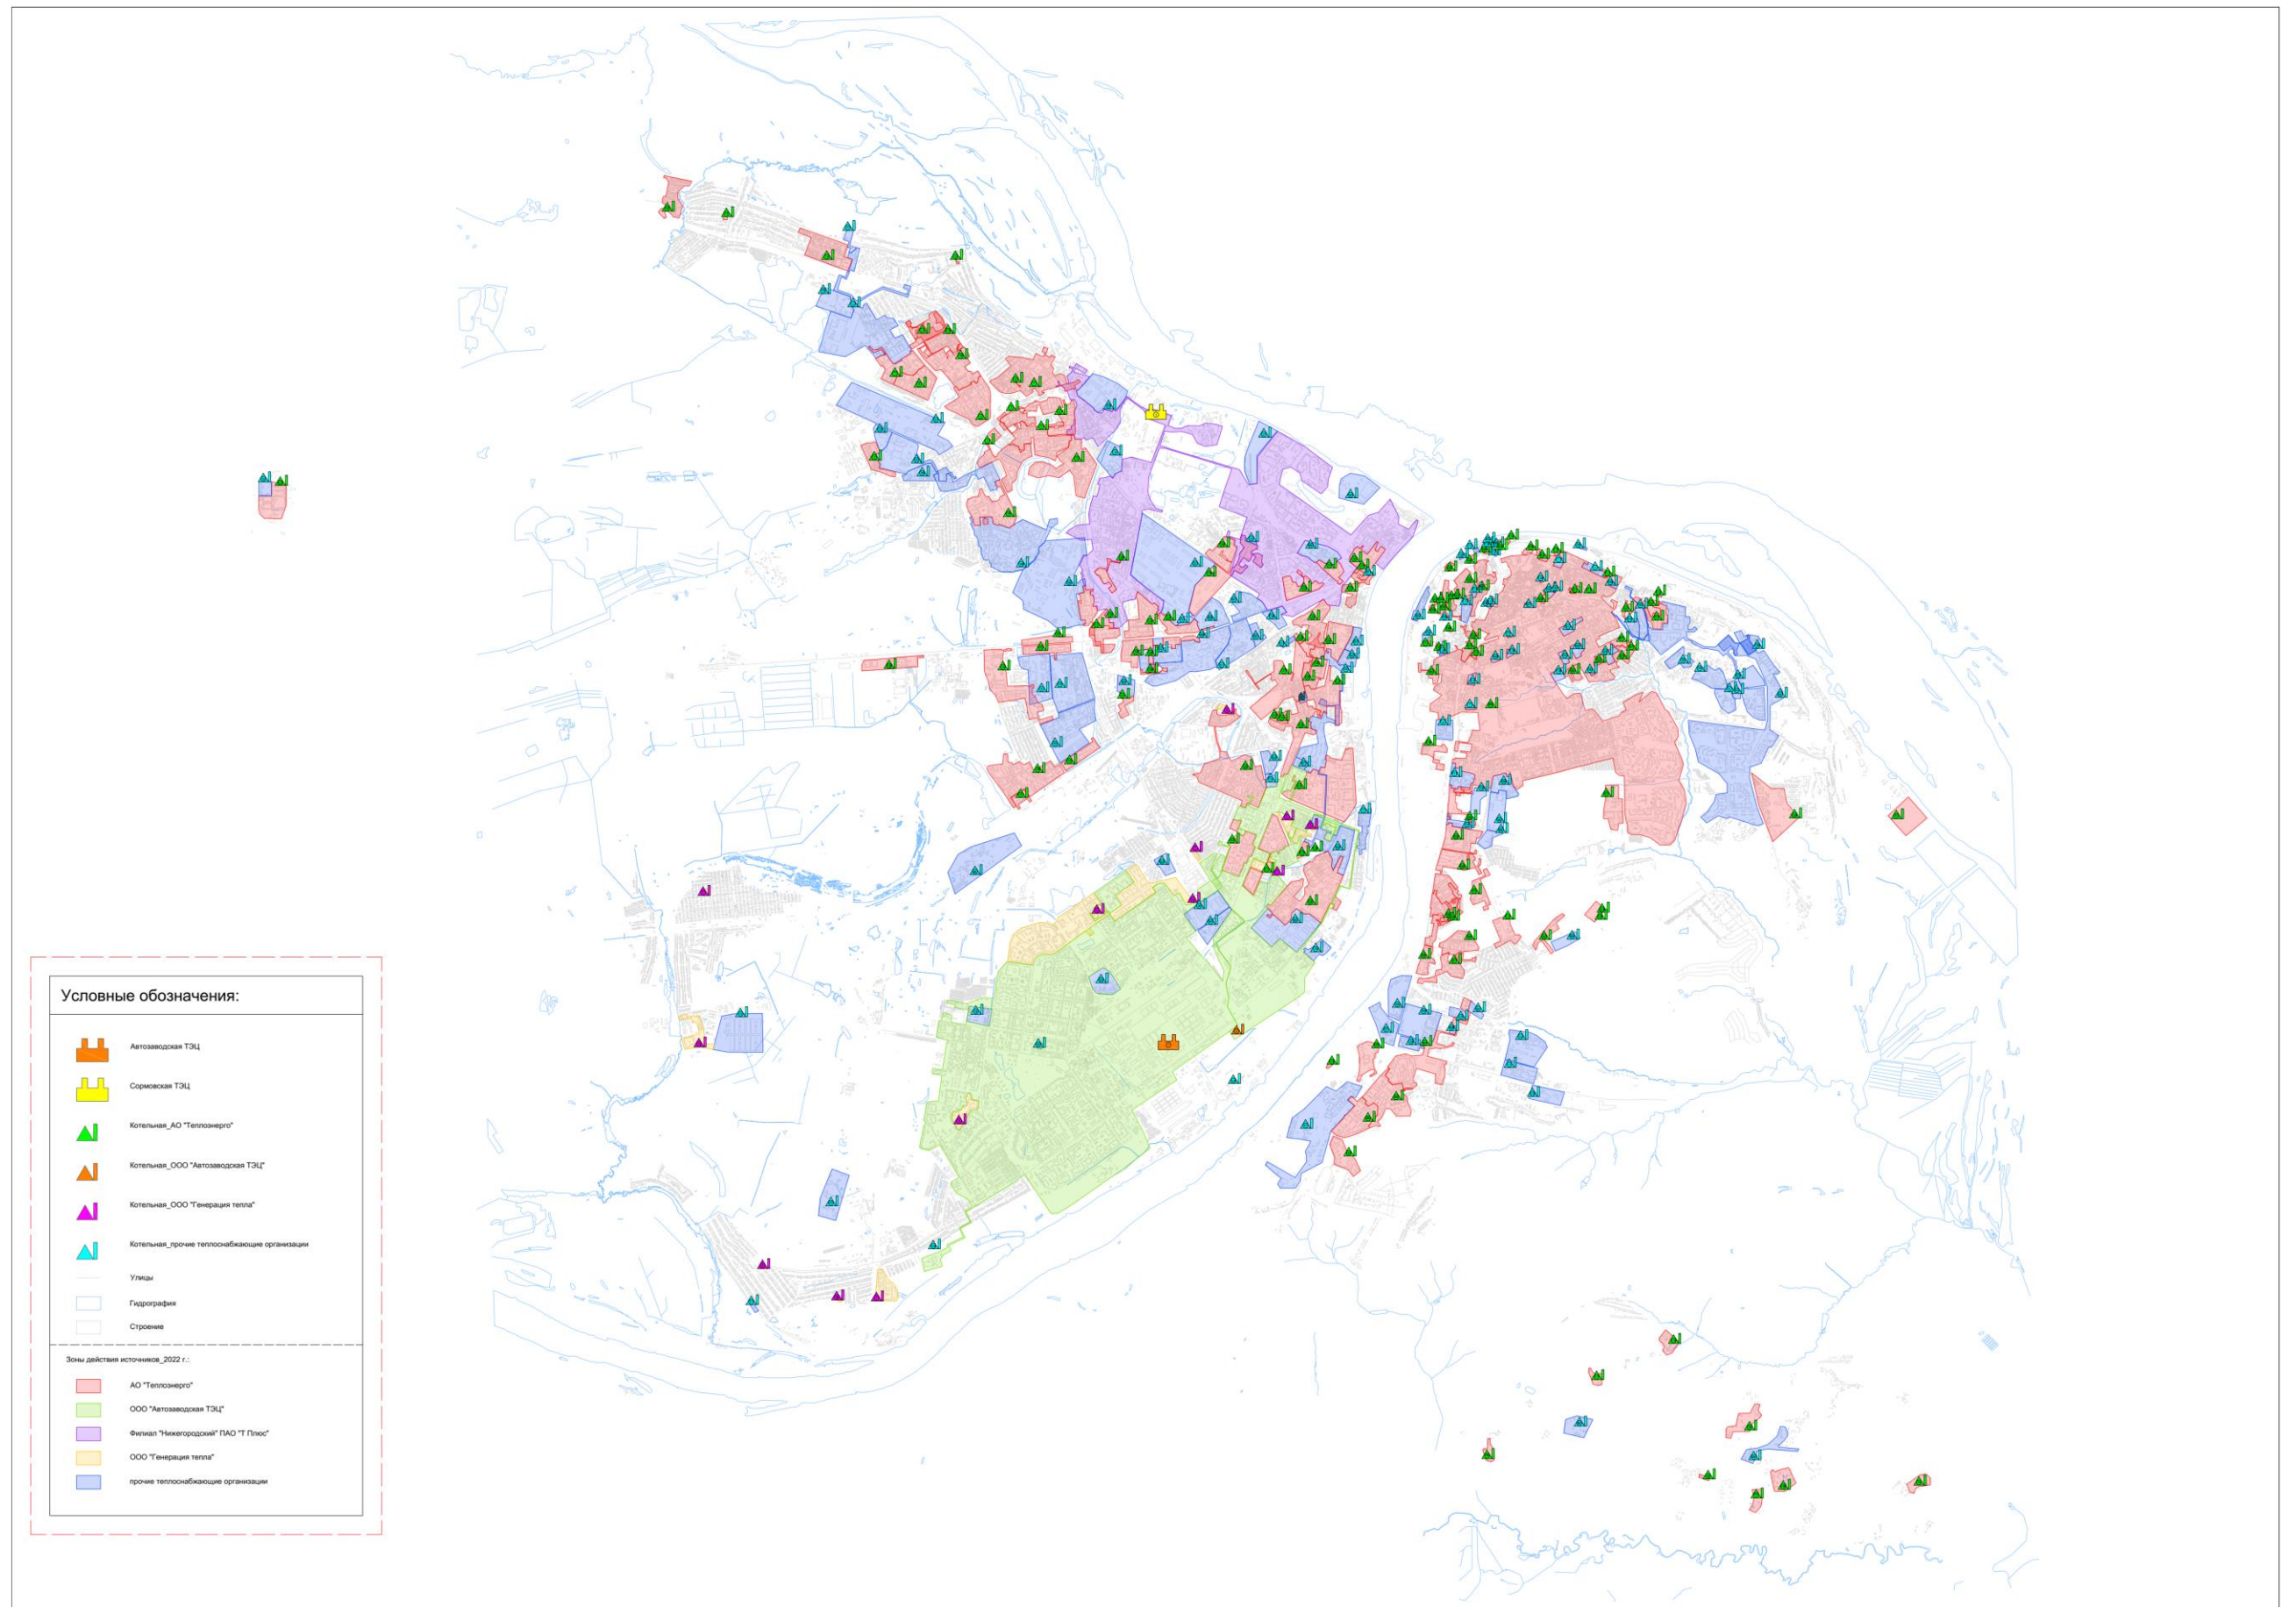 Условные обозначения:
Автозаводская ТЭЦ
Сормовская ТЭЦ
Котельная_АО "Теплоэнерго"
Котельная_ООО "Автозаводская ТЭЦ"
Котельная_ООО "Генерация тепла"
Котельная_прочие теплоснабжающие организации
Улицы
Гидрография
Строение
Зоны действия источников_2022 г.:
АО "Теплоэнерго"
ООО "Автозаводская ТЭЦ"
Филиал "Нижегородский" ПАО "Т Плюс"
ООО "Генерация тепла"
прочие теплоснабжающие организации